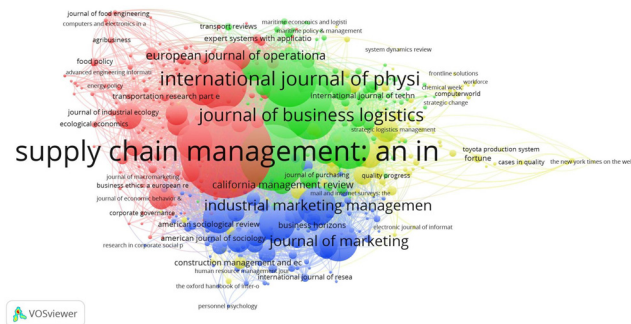 journal of food engineering
maritime economics and logisti
computers and electronics in a
transport reviews
maritime policy & management
agribusiness
expert systems with applicatio
european journal of operationa
system dynamics review
food policy
advanced engineering informati
international journal of physi
frontline solutions
workforce
energy policy
chemical week
computerworld
transportation research part e
international journal of techn
strategic change
journal of industrial ecology
journal of business logistics
ecological economics
strategic logistics management
supply chain management: an in
toyota production system
fortune
cases in quality
the new york times on the web
journal of macromarketing
journal of purchasing
quality progress
business ethics: a european re
california management review
mail and internet surveys: the
journal of economic behavior &
industrial marketing managemen
corporate governance
american sociological review
business horizons
electronic journal of informat
american journal of sociology
journal of marketing
research in corporate social p
construction management and ec
human resource management jour
international journal of resea
the oxford handbook of inter-o
personnel psychology
VOSviewer